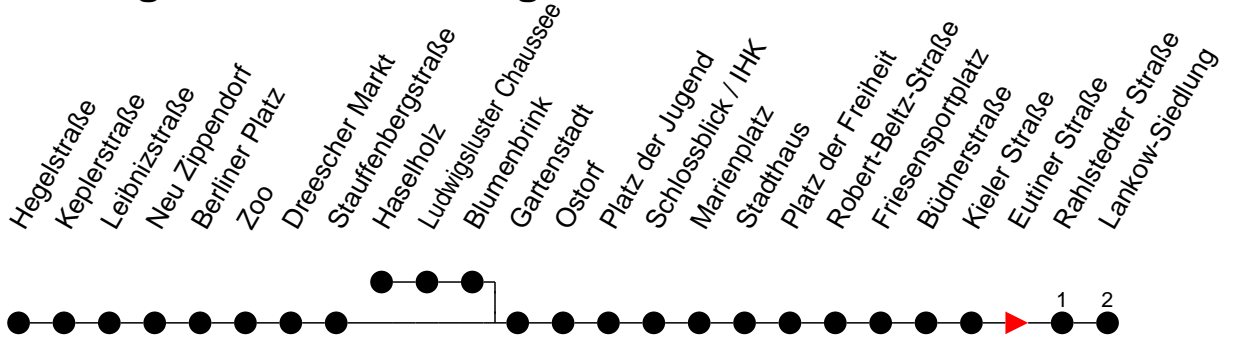 Hegelstraße
Keplerstraße
Leibnizstraße
Neu Zippendorf
Berliner Platz
Zoo
Dreescher Markt
Stauffenbergstraße
Haselholz
Ludwigsluster Chaussee
Blumenbrink
Gartenstadt
Ostorf
Platz der Jugend
Schlossblick / IHK
Marienplatz
Stadthaus
Platz der Freiheit
Robert-Beltz-Straße
Friesensportplatz
Büdnerstraße
Kieler Straße
Eutiner Straße
Rahlstedter Straße
Lankow-Siedlung
1 2